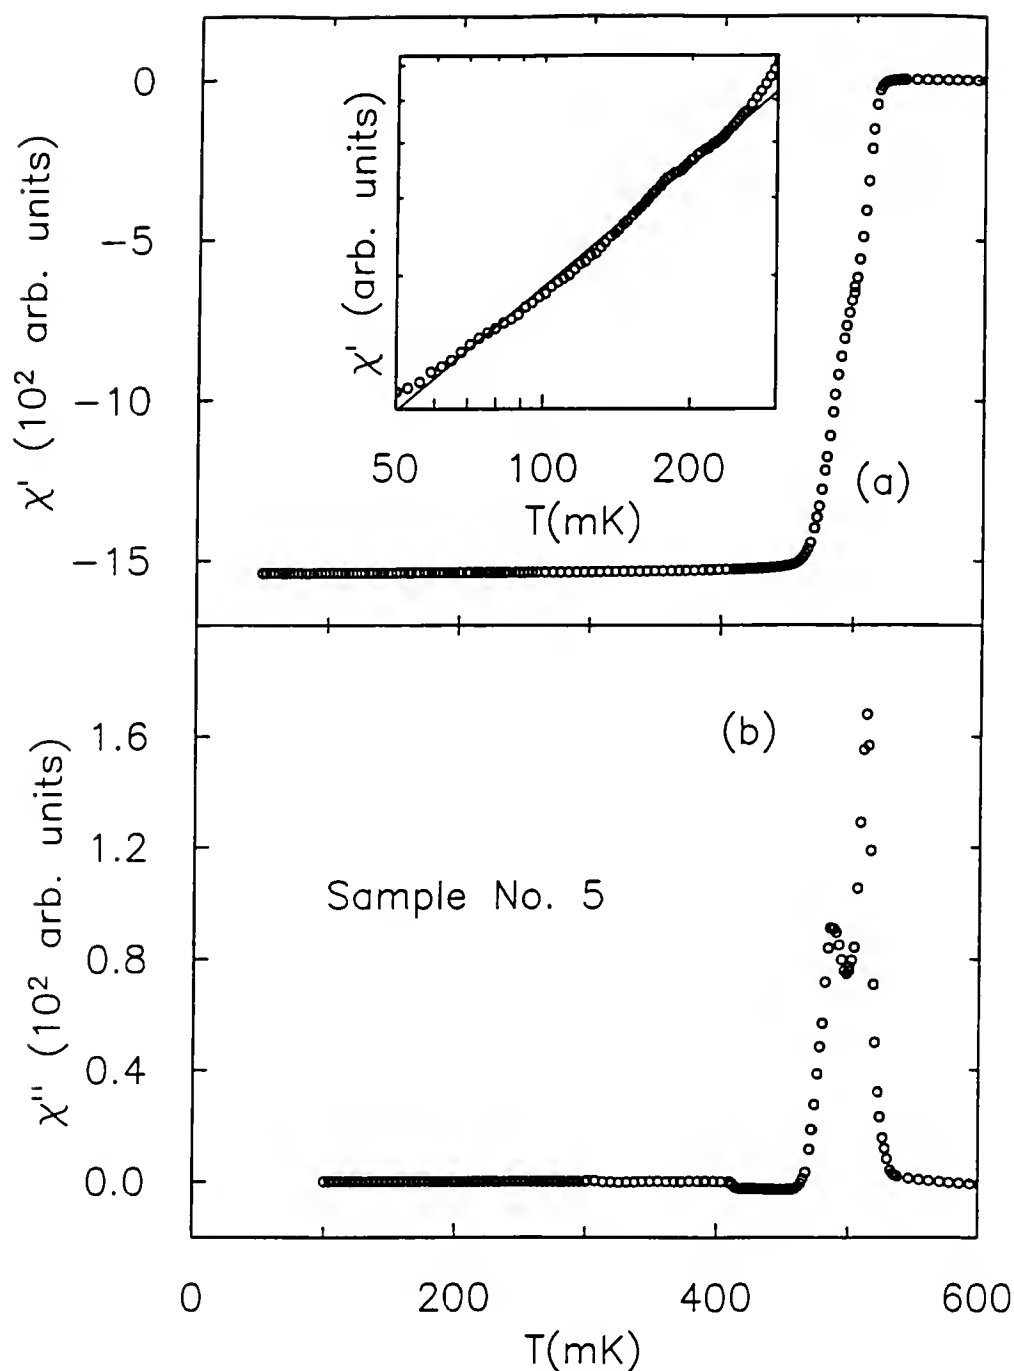 0
−5
−10
−15
χ' (10² arb. units)
χ' (arb. units)
50 100 200
T(mK)
(a)
1.6
1.2
0.8
0.4
0.0
χ'' (10² arb. units)
(b)
Sample No. 5
0 200 400 600
T(mK)